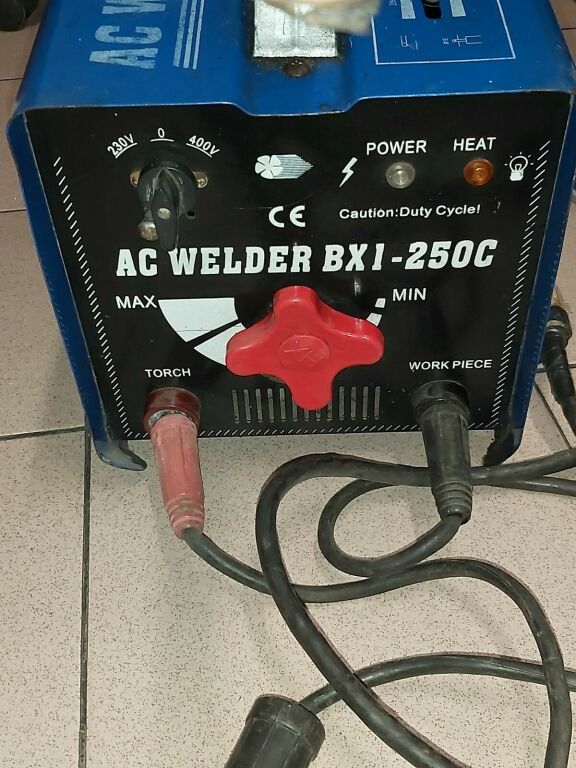 AC W
230V 0 400V
POWER HEAT
CE Caution:Duty Cycle!
AC WELDER BX1-250C
MAX MIN
TORCH WORK PIECE